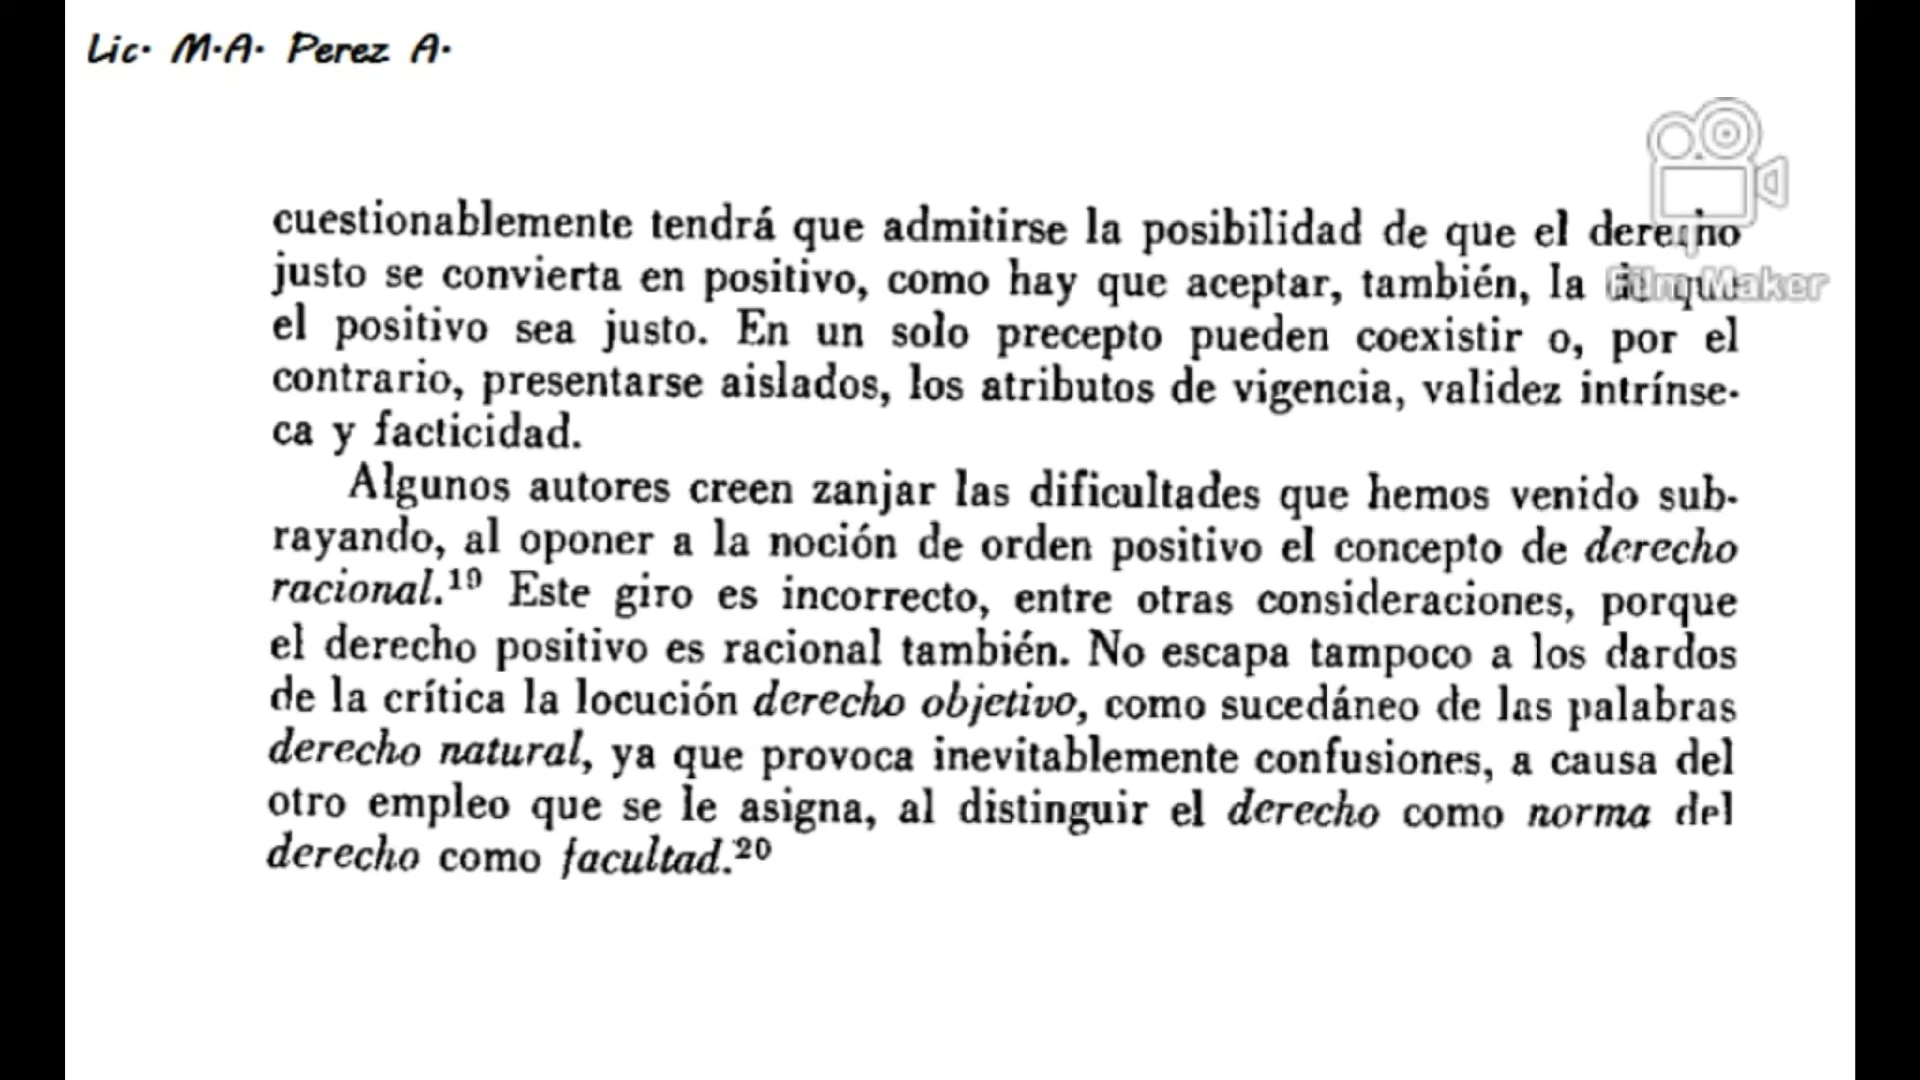 Lic. M.A. Perez A.
cuestionablemente tendrá que admitirse la posibilidad de que el derecho
justo se convierta en positivo, como hay que aceptar, también, la de que
Film Maker
el positivo sea justo. En un solo precepto pueden coexistir o, por el
contrario, presentarse aislados, los atributos de vigencia, validez intrínse-
ca y facticidad.
Algunos autores creen zanjar las dificultades que hemos venido sub-
rayando, al oponer a la noción de orden positivo el concepto de derecho
racional.19 Este giro es incorrecto, entre otras consideraciones, porque
el derecho positivo es racional también. No escapa tampoco a los dardos
de la crítica la locución derecho objetivo, como sucedáneo de las palabras
derecho natural, ya que provoca inevitablemente confusiones, a causa del
otro empleo que se le asigna, al distinguir el derecho como norma del
derecho como facultad.20